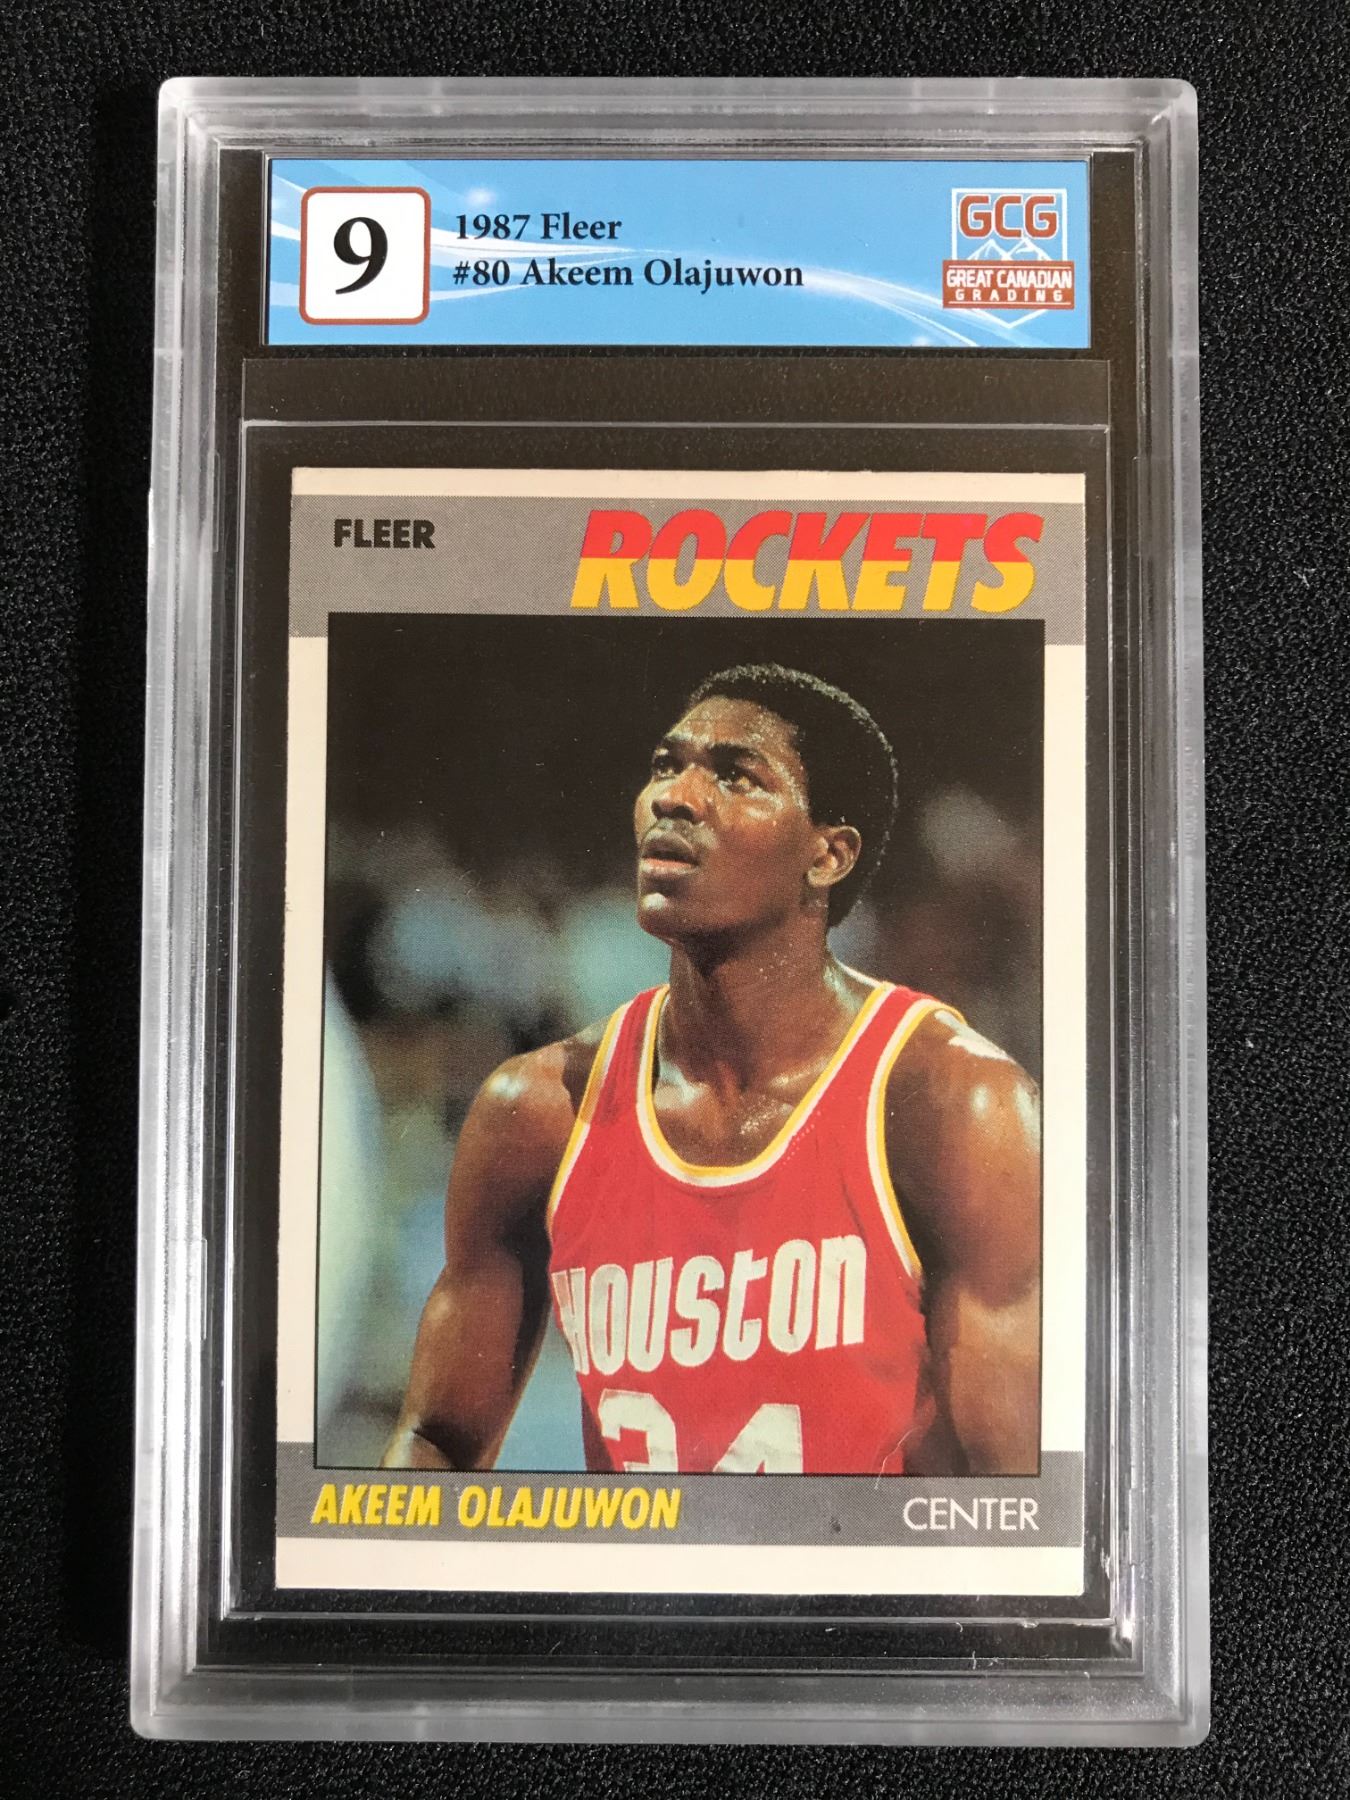 9
1987 Fleer
#80 Akeem Olajuwon
GCG
GREAT CANADIAN
GRADING
FLEER
ROCKETS
HOUSTON
34
AKEEM OLAJUWON
CENTER